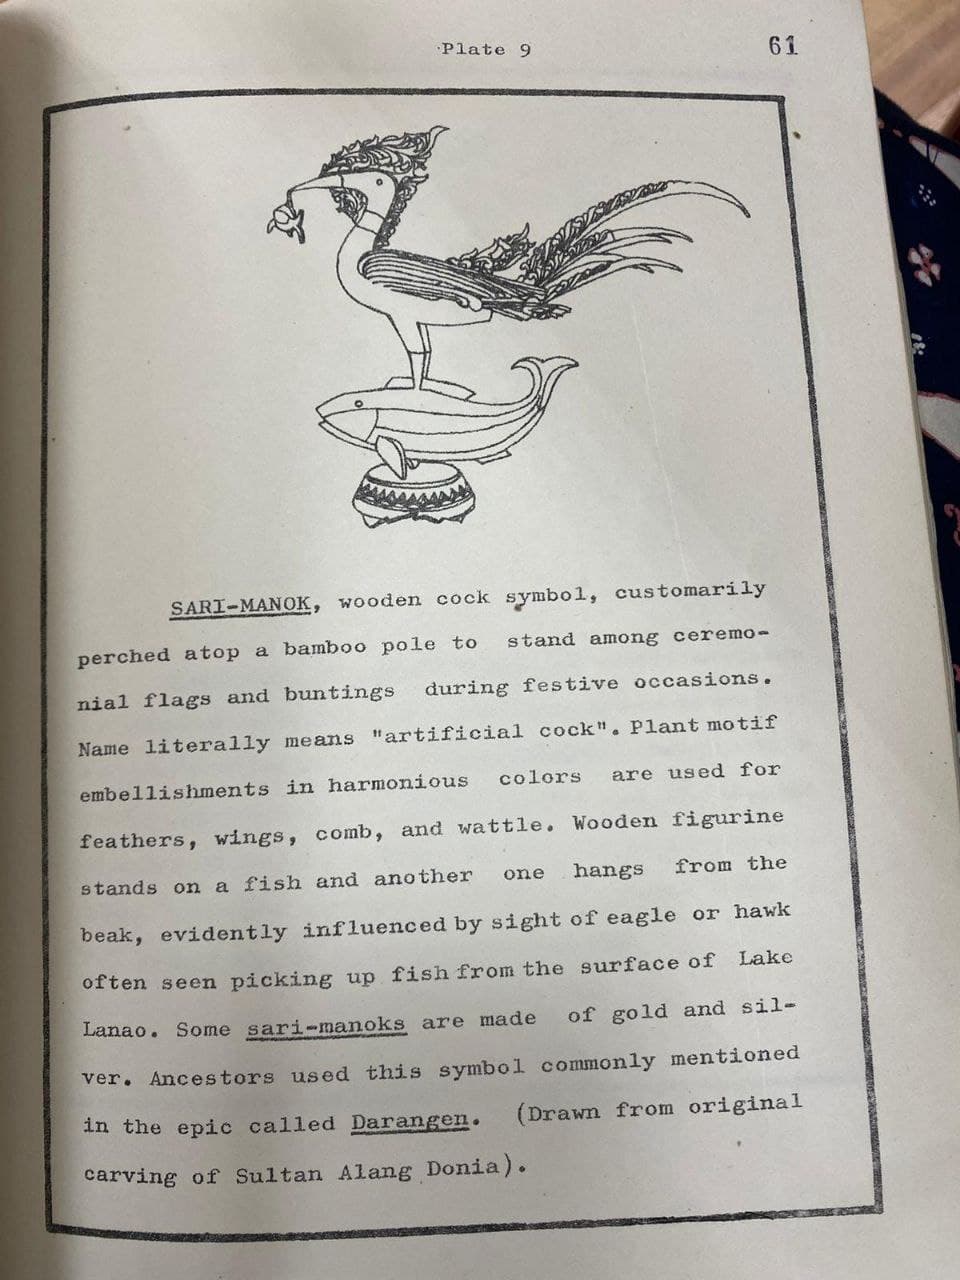 Plate 9
61
SARI-MANOK, wooden cock symbol, customarily
perched atop a bamboo pole to stand among ceremo-
nial flags and buntings during festive occasions.
Name literally means "artificial cock". Plant motif
embellishments in harmonious colors are used for
feathers, wings, comb, and wattle. Wooden figurine
stands on a fish and another one hangs from the
beak, evidently influenced by sight of eagle or hawk
often seen picking up fish from the surface of Lake
Lanao. Some sari-manoks are made of gold and sil-
ver. Ancestors used this symbol commonly mentioned
in the epic called Darangen. (Drawn from original
carving of Sultan Alang Donia).